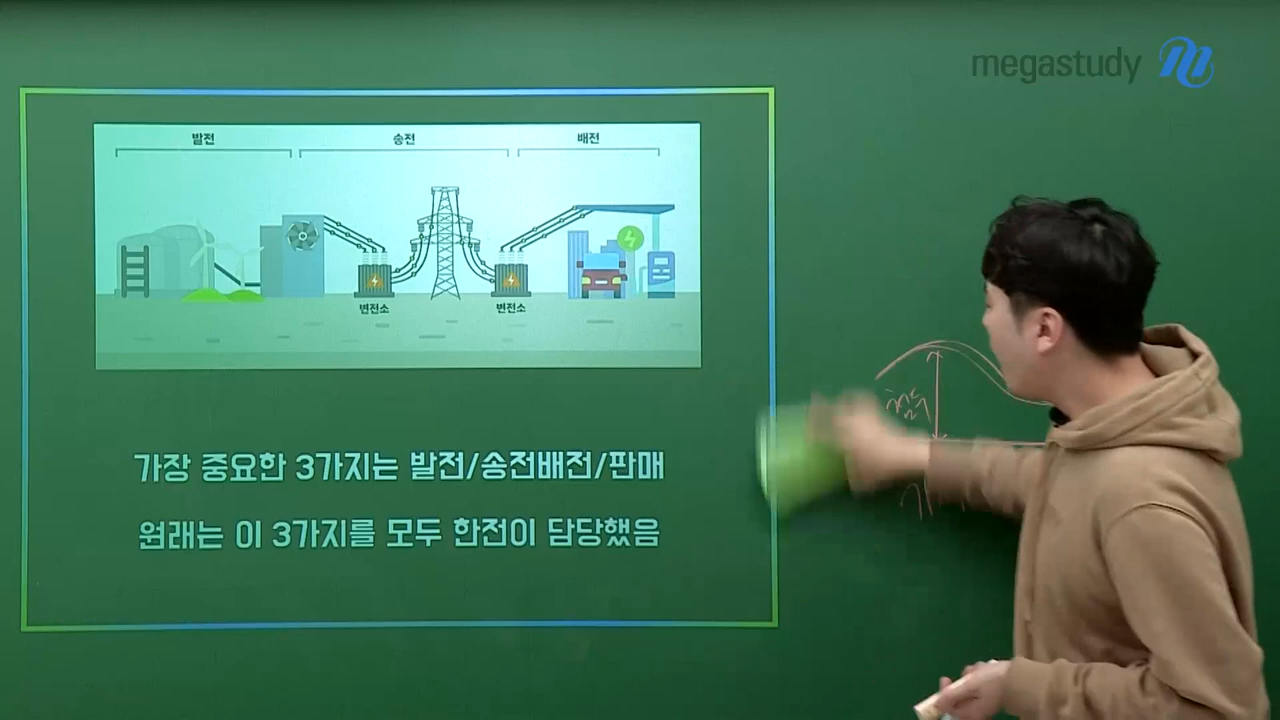 megastudy
발전 송전 배전
변전소 변전소
가장 중요한 3가지는 발전/송전배전/판매
원래는 이 3가지를 모두 한전이 담당했음